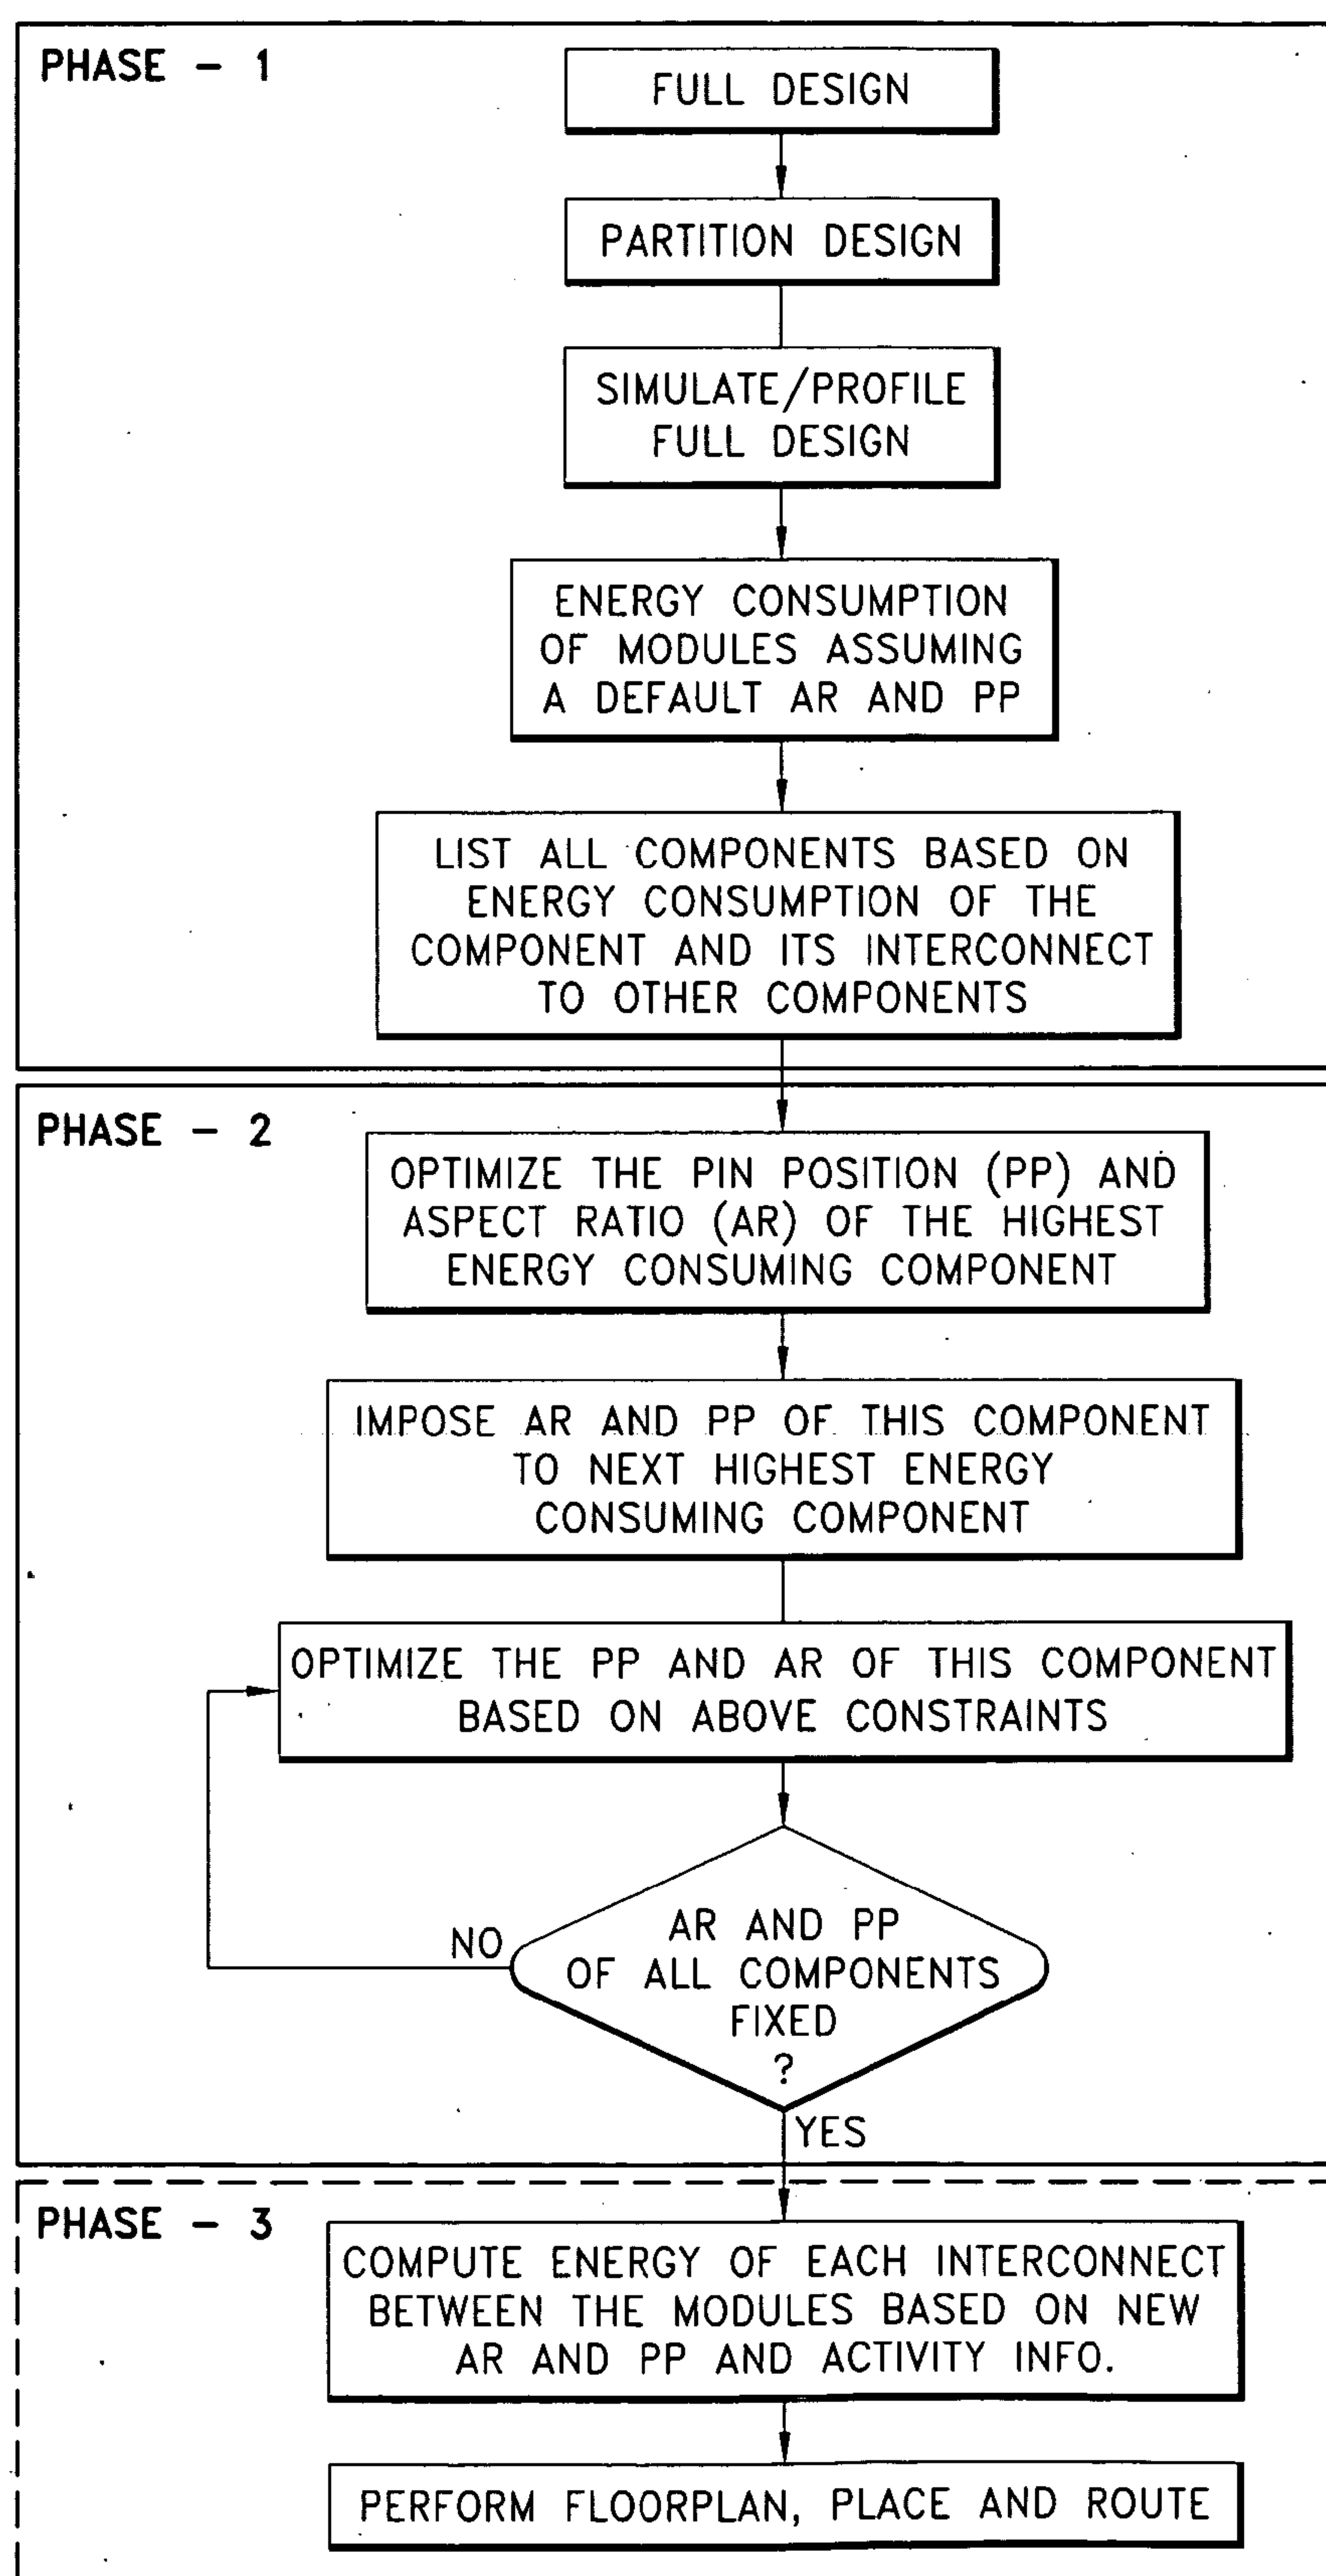 PHASE - 1
FULL DESIGN
PARTITION DESIGN
SIMULATE/PROFILE
FULL DESIGN
ENERGY CONSUMPTION
OF MODULES ASSUMING
A DEFAULT AR AND PP
LIST ALL COMPONENTS BASED ON
ENERGY CONSUMPTION OF THE
COMPONENT AND ITS INTERCONNECT
TO OTHER COMPONENTS
PHASE - 2
OPTIMIZE THE PIN POSITION (PP) AND
ASPECT RATIO (AR) OF THE HIGHEST
ENERGY CONSUMING COMPONENT
IMPOSE AR AND PP OF THIS COMPONENT
TO NEXT HIGHEST ENERGY
CONSUMING COMPONENT
OPTIMIZE THE PP AND AR OF THIS COMPONENT
BASED ON ABOVE CONSTRAINTS
NO
AR AND PP
OF ALL COMPONENTS
FIXED
?
YES
PHASE - 3
COMPUTE ENERGY OF EACH INTERCONNECT
BETWEEN THE MODULES BASED ON NEW
AR AND PP AND ACTIVITY INFO.
PERFORM FLOORPLAN, PLACE AND ROUTE